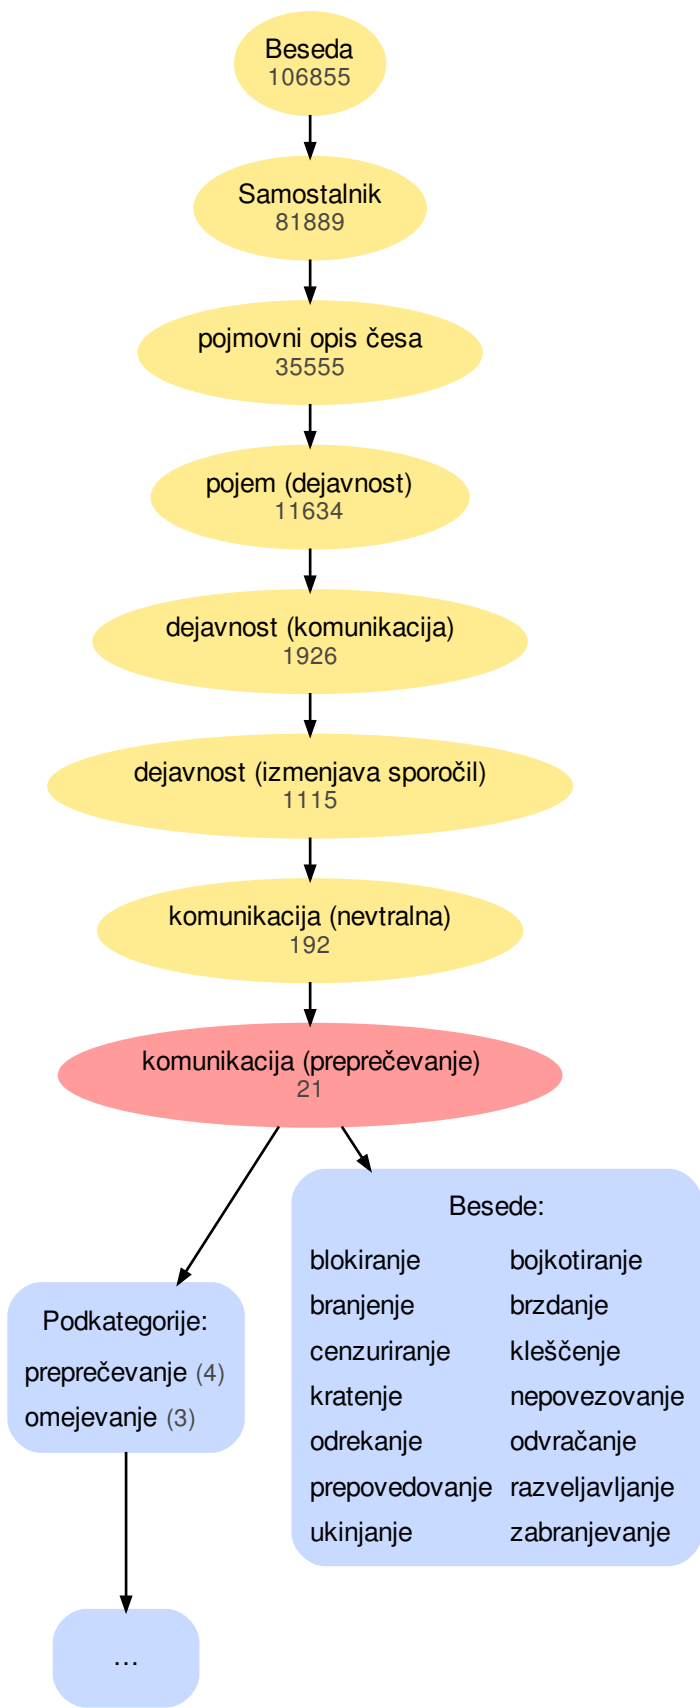 Beseda
106855
Samostalnik
81889
pojmovni opis česa
35555
pojem (dejavnost)
11634
dejavnost (komunikacija)
1926
dejavnost (izmenjava sporočil)
1115
komunikacija (nevtralna)
192
komunikacija (preprečevanje)
21
Besede:
blokiranje bojkotiranje
branjenje brzdanje
cenzuriranje kleščenje
kratenje nepovezovanje
odrekanje odvračanje
prepovedovanje razveljavljanje
ukinjanje zabranjevanje
Podkategorije:
preprečevanje (4)
omejevanje (3)
...